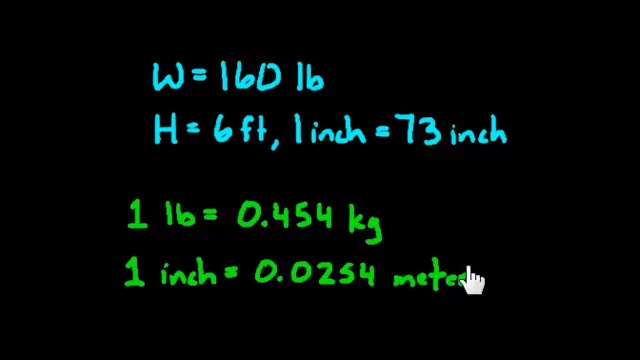 W = 160 lb
H = 6 ft, 1 inch = 73 inch
1 lb = 0.454 kg
1 inch = 0.0254